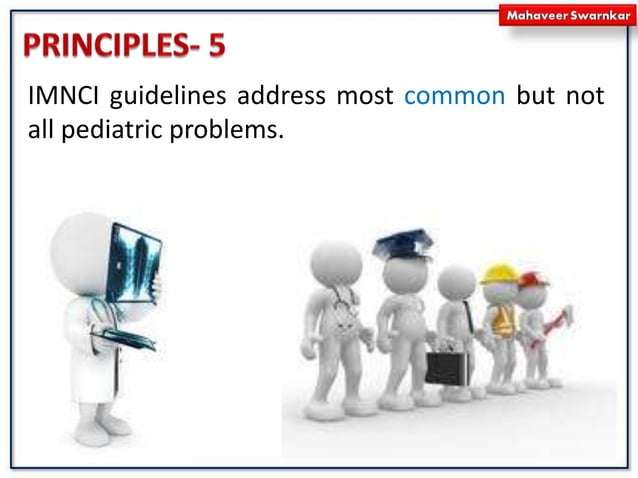 Mahaveer Swarnkar
PRINCIPLES- 5
IMNCI guidelines address most common but not
all pediatric problems.